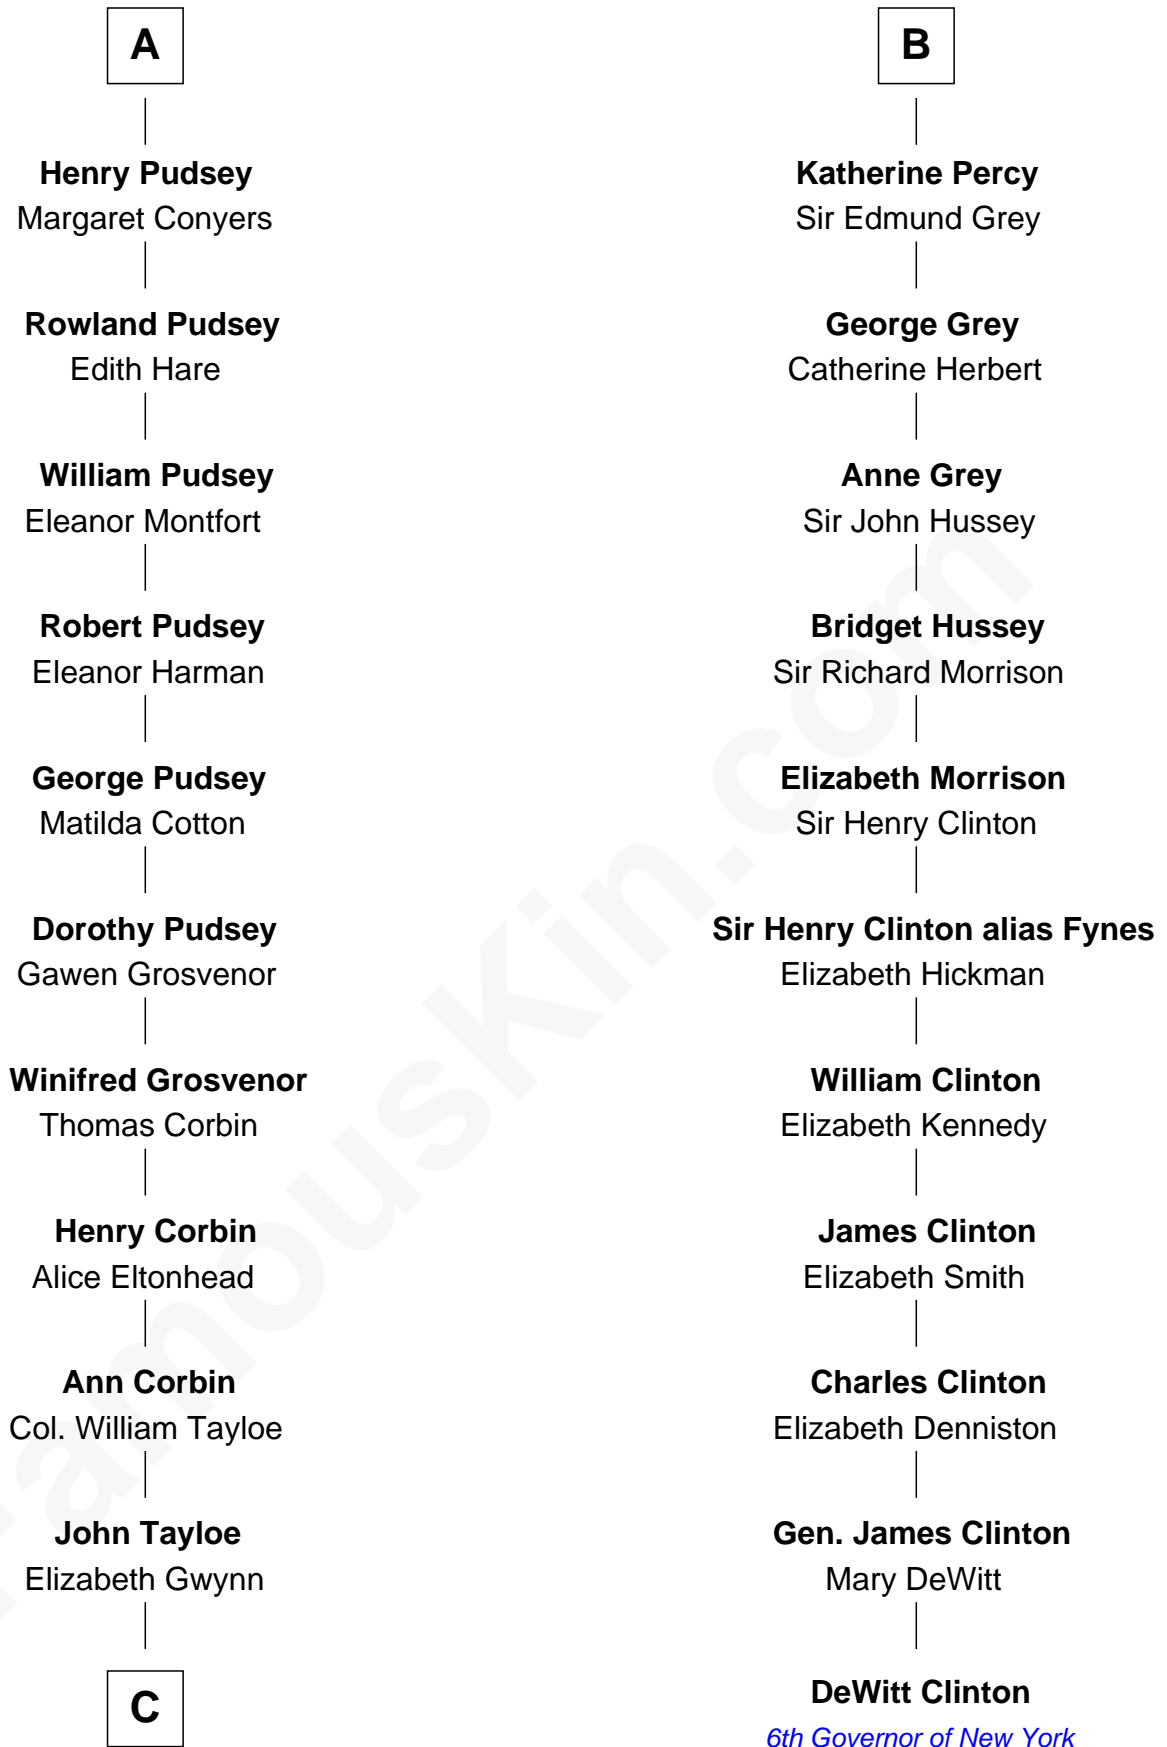 A
Henry Pudsey
Margaret Conyers
Rowland Pudsey
Edith Hare
William Pudsey
Eleanor Montfort
Robert Pudsey
Eleanor Harman
George Pudsey
Matilda Cotton
Dorothy Pudsey
Gawen Grosvenor
Winifred Grosvenor
Thomas Corbin
Henry Corbin
Alice Eltonhead
Ann Corbin
Col. William Tayloe
John Tayloe
Elizabeth Gwynn
C
B
Katherine Percy
Sir Edmund Grey
George Grey
Catherine Herbert
Anne Grey
Sir John Hussey
Bridget Hussey
Sir Richard Morrison
Elizabeth Morrison
Sir Henry Clinton
Sir Henry Clinton alias Fynes
Elizabeth Hickman
William Clinton
Elizabeth Kennedy
James Clinton
Elizabeth Smith
Charles Clinton
Elizabeth Denniston
Gen. James Clinton
Mary DeWitt
DeWitt Clinton
6th Governor of New York
FamousKin.com